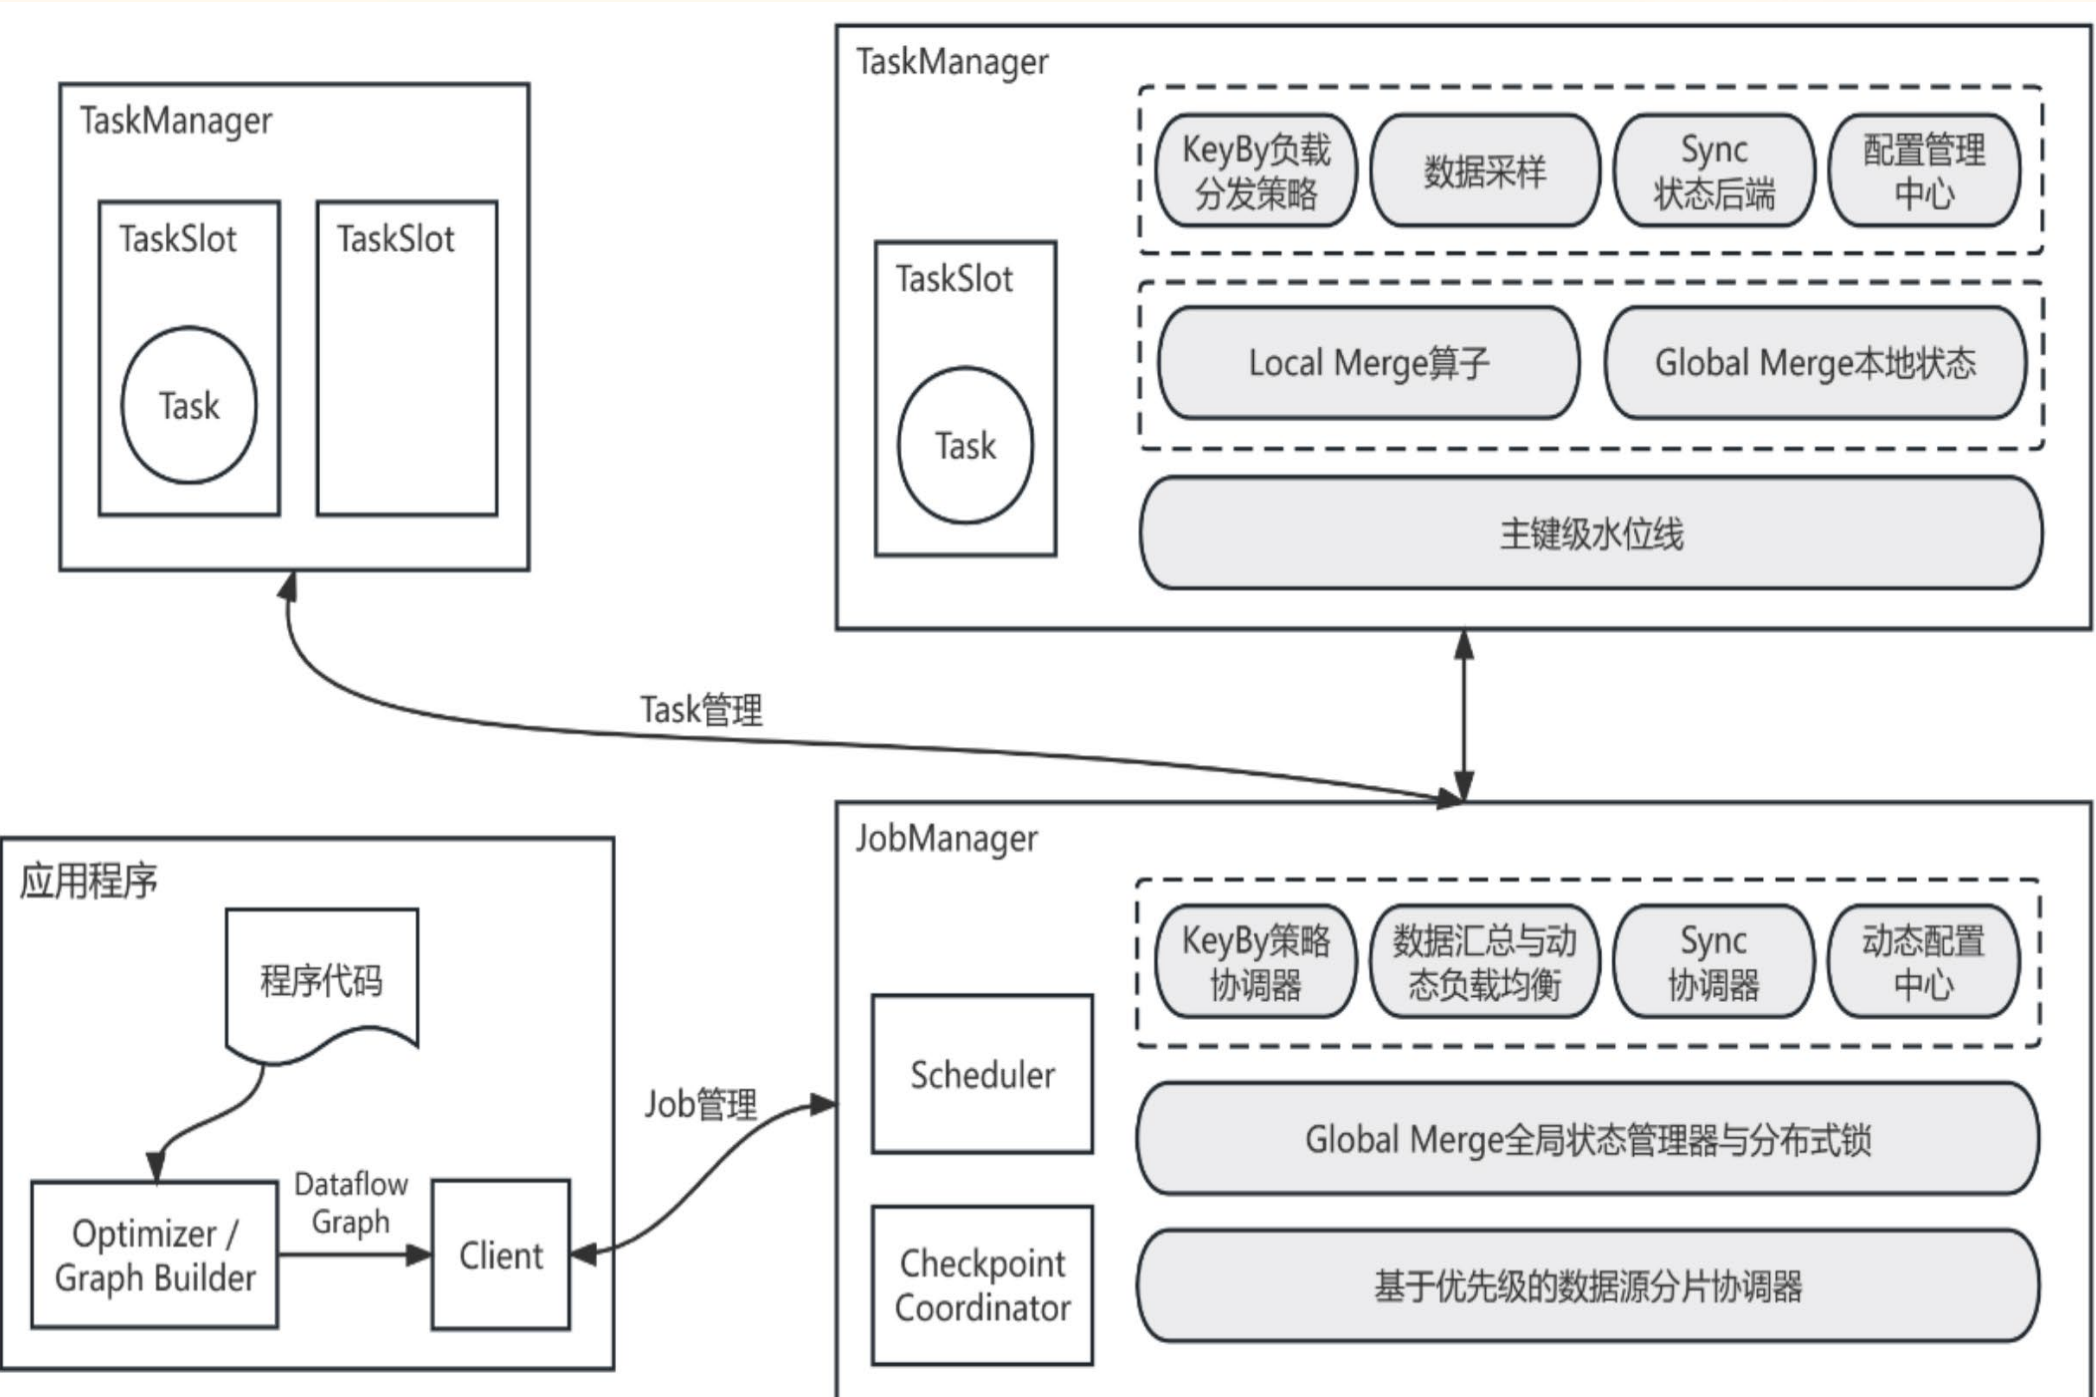 TaskManager
TaskSlot
Task
TaskSlot
TaskManager
TaskSlot
Task
KeyBy负载
分发策略
数据采样
Sync
状态后端
配置管理
中心
Local Merge算子
Global Merge本地状态
主键级水位线
Task管理
应用程序
程序代码
Optimizer /
Graph Builder
Dataflow
Graph
Client
Job管理
JobManager
Scheduler
Checkpoint
Coordinator
KeyBy策略
协调器
数据汇总与动
态负载均衡
Sync
协调器
动态配置
中心
Global Merge全局状态管理器与分布式锁
基于优先级的数据源分片协调器